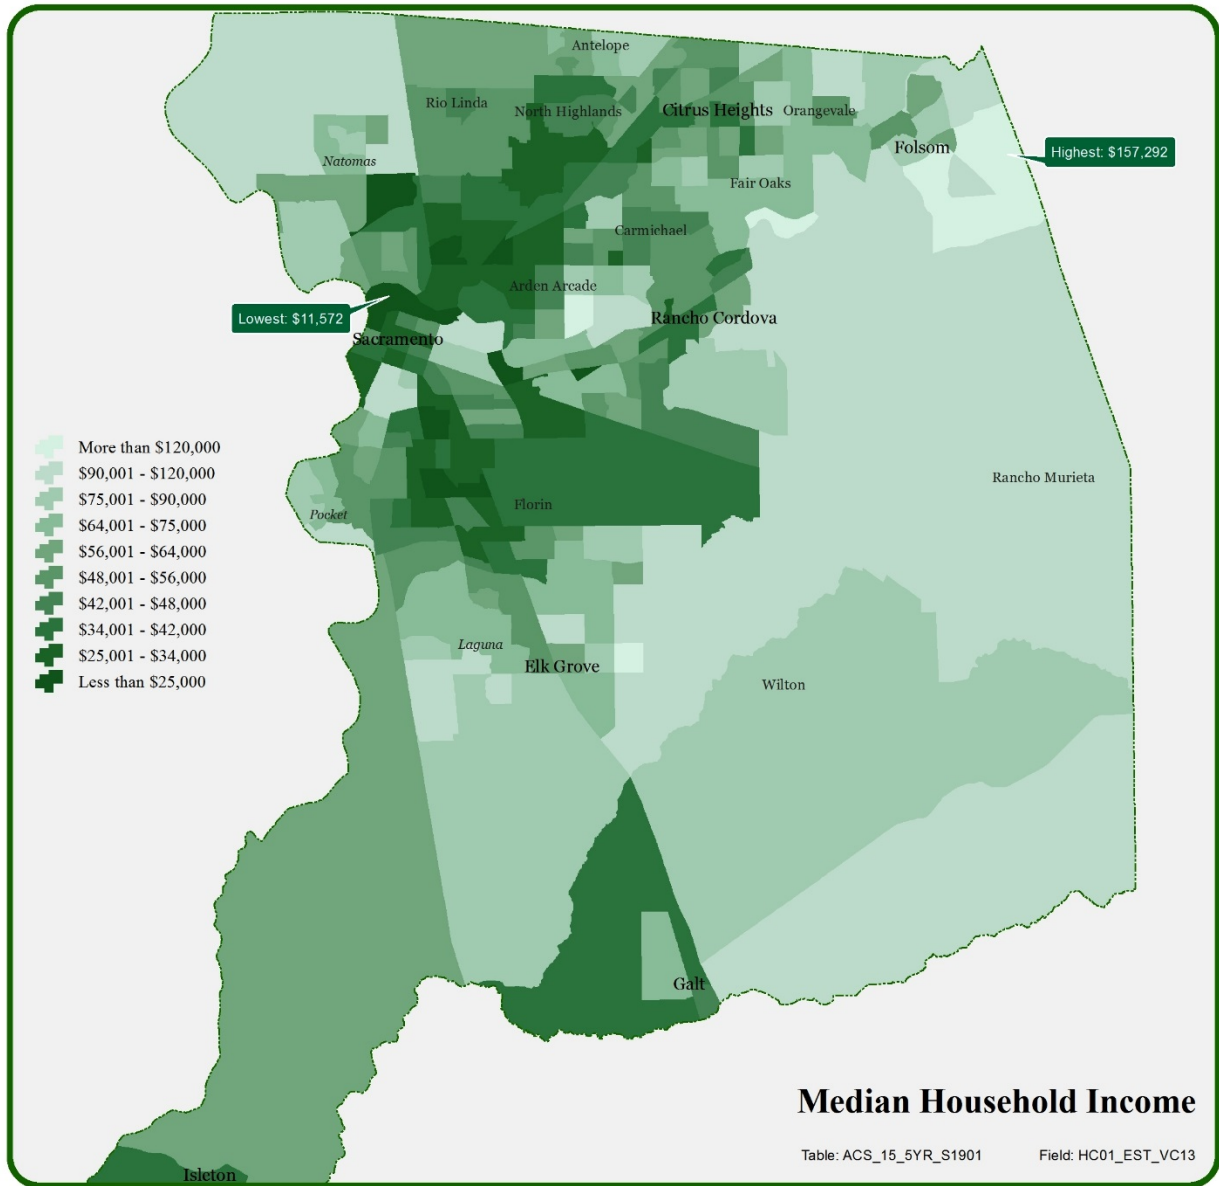 Antelope
Rio Linda
North Highlands
Citrus Heights
Orangevale
Folsom
Highest: $157,292
Natomas
Fair Oaks
Carmichael
Arden Arcade
Lowest: $11,572
Rancho Cordova
Sacramento
More than $120,000
$90,001 - $120,000
$75,001 - $90,000
$64,001 - $75,000
$56,001 - $64,000
$48,001 - $56,000
$42,001 - $48,000
$34,001 - $42,000
$25,001 - $34,000
Less than $25,000
Rancho Murieta
Pocket
Florin
Laguna
Elk Grove
Wilton
Galt
Median Household Income
Table: ACS_15_5YR_S1901 Field: HC01_EST_VC13
Isleton